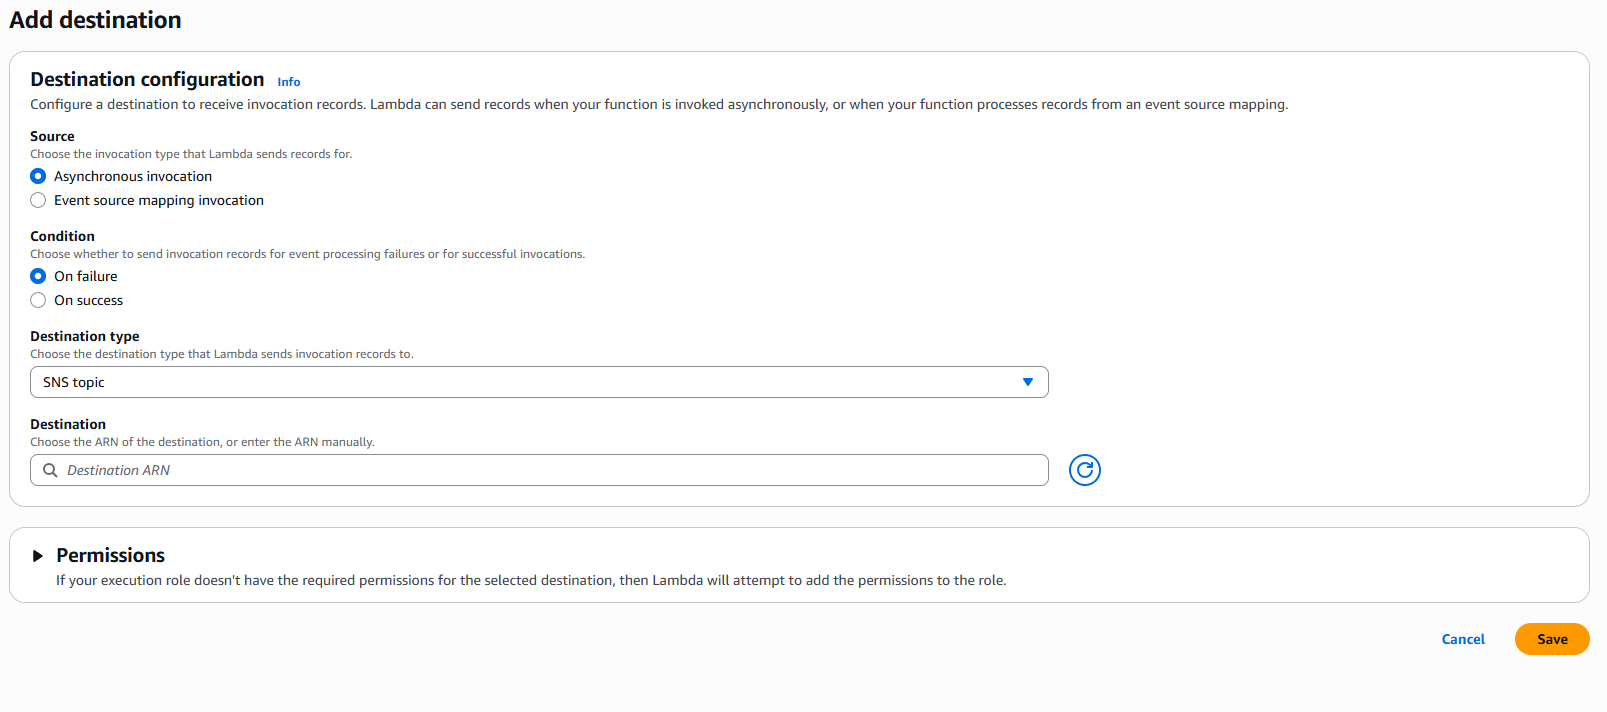 Add destination
Destination configuration Info
Configure a destination to receive invocation records. Lambda can send records when your function is invoked asynchronously, or when your function processes records from an event source mapping.
Source
Choose the invocation type that Lambda sends records for.
Asynchronous invocation
Event source mapping invocation
Condition
Choose whether to send invocation records for event processing failures or for successful invocations.
On failure
On success
Destination type
Choose the destination type that Lambda sends invocation records to.
SNS topic
Destination
Choose the ARN of the destination, or enter the ARN manually.
Destination ARN
Permissions
If your execution role doesn't have the required permissions for the selected destination, then Lambda will attempt to add the permissions to the role.
Cancel Save